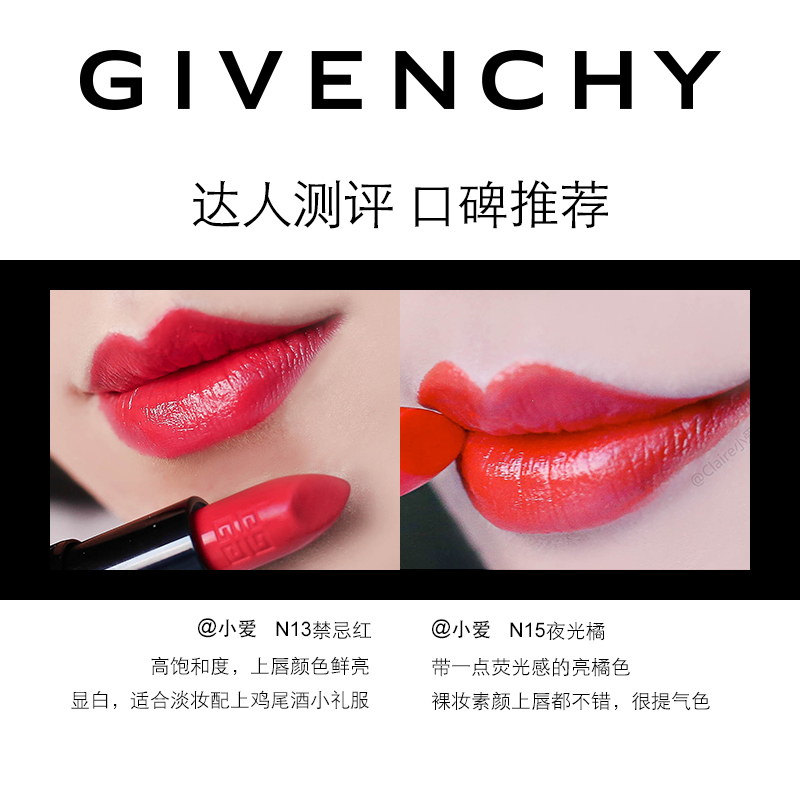 GIVENCHY
达人测评 口碑推荐
@小爱 N13禁忌红
高饱和度，上唇颜色鲜亮
显白，适合淡妆配上鸡尾酒小礼服
@小爱 N15夜光橘
带一点荧光感的亮橘色
裸妆素颜上唇都不错，很提气色